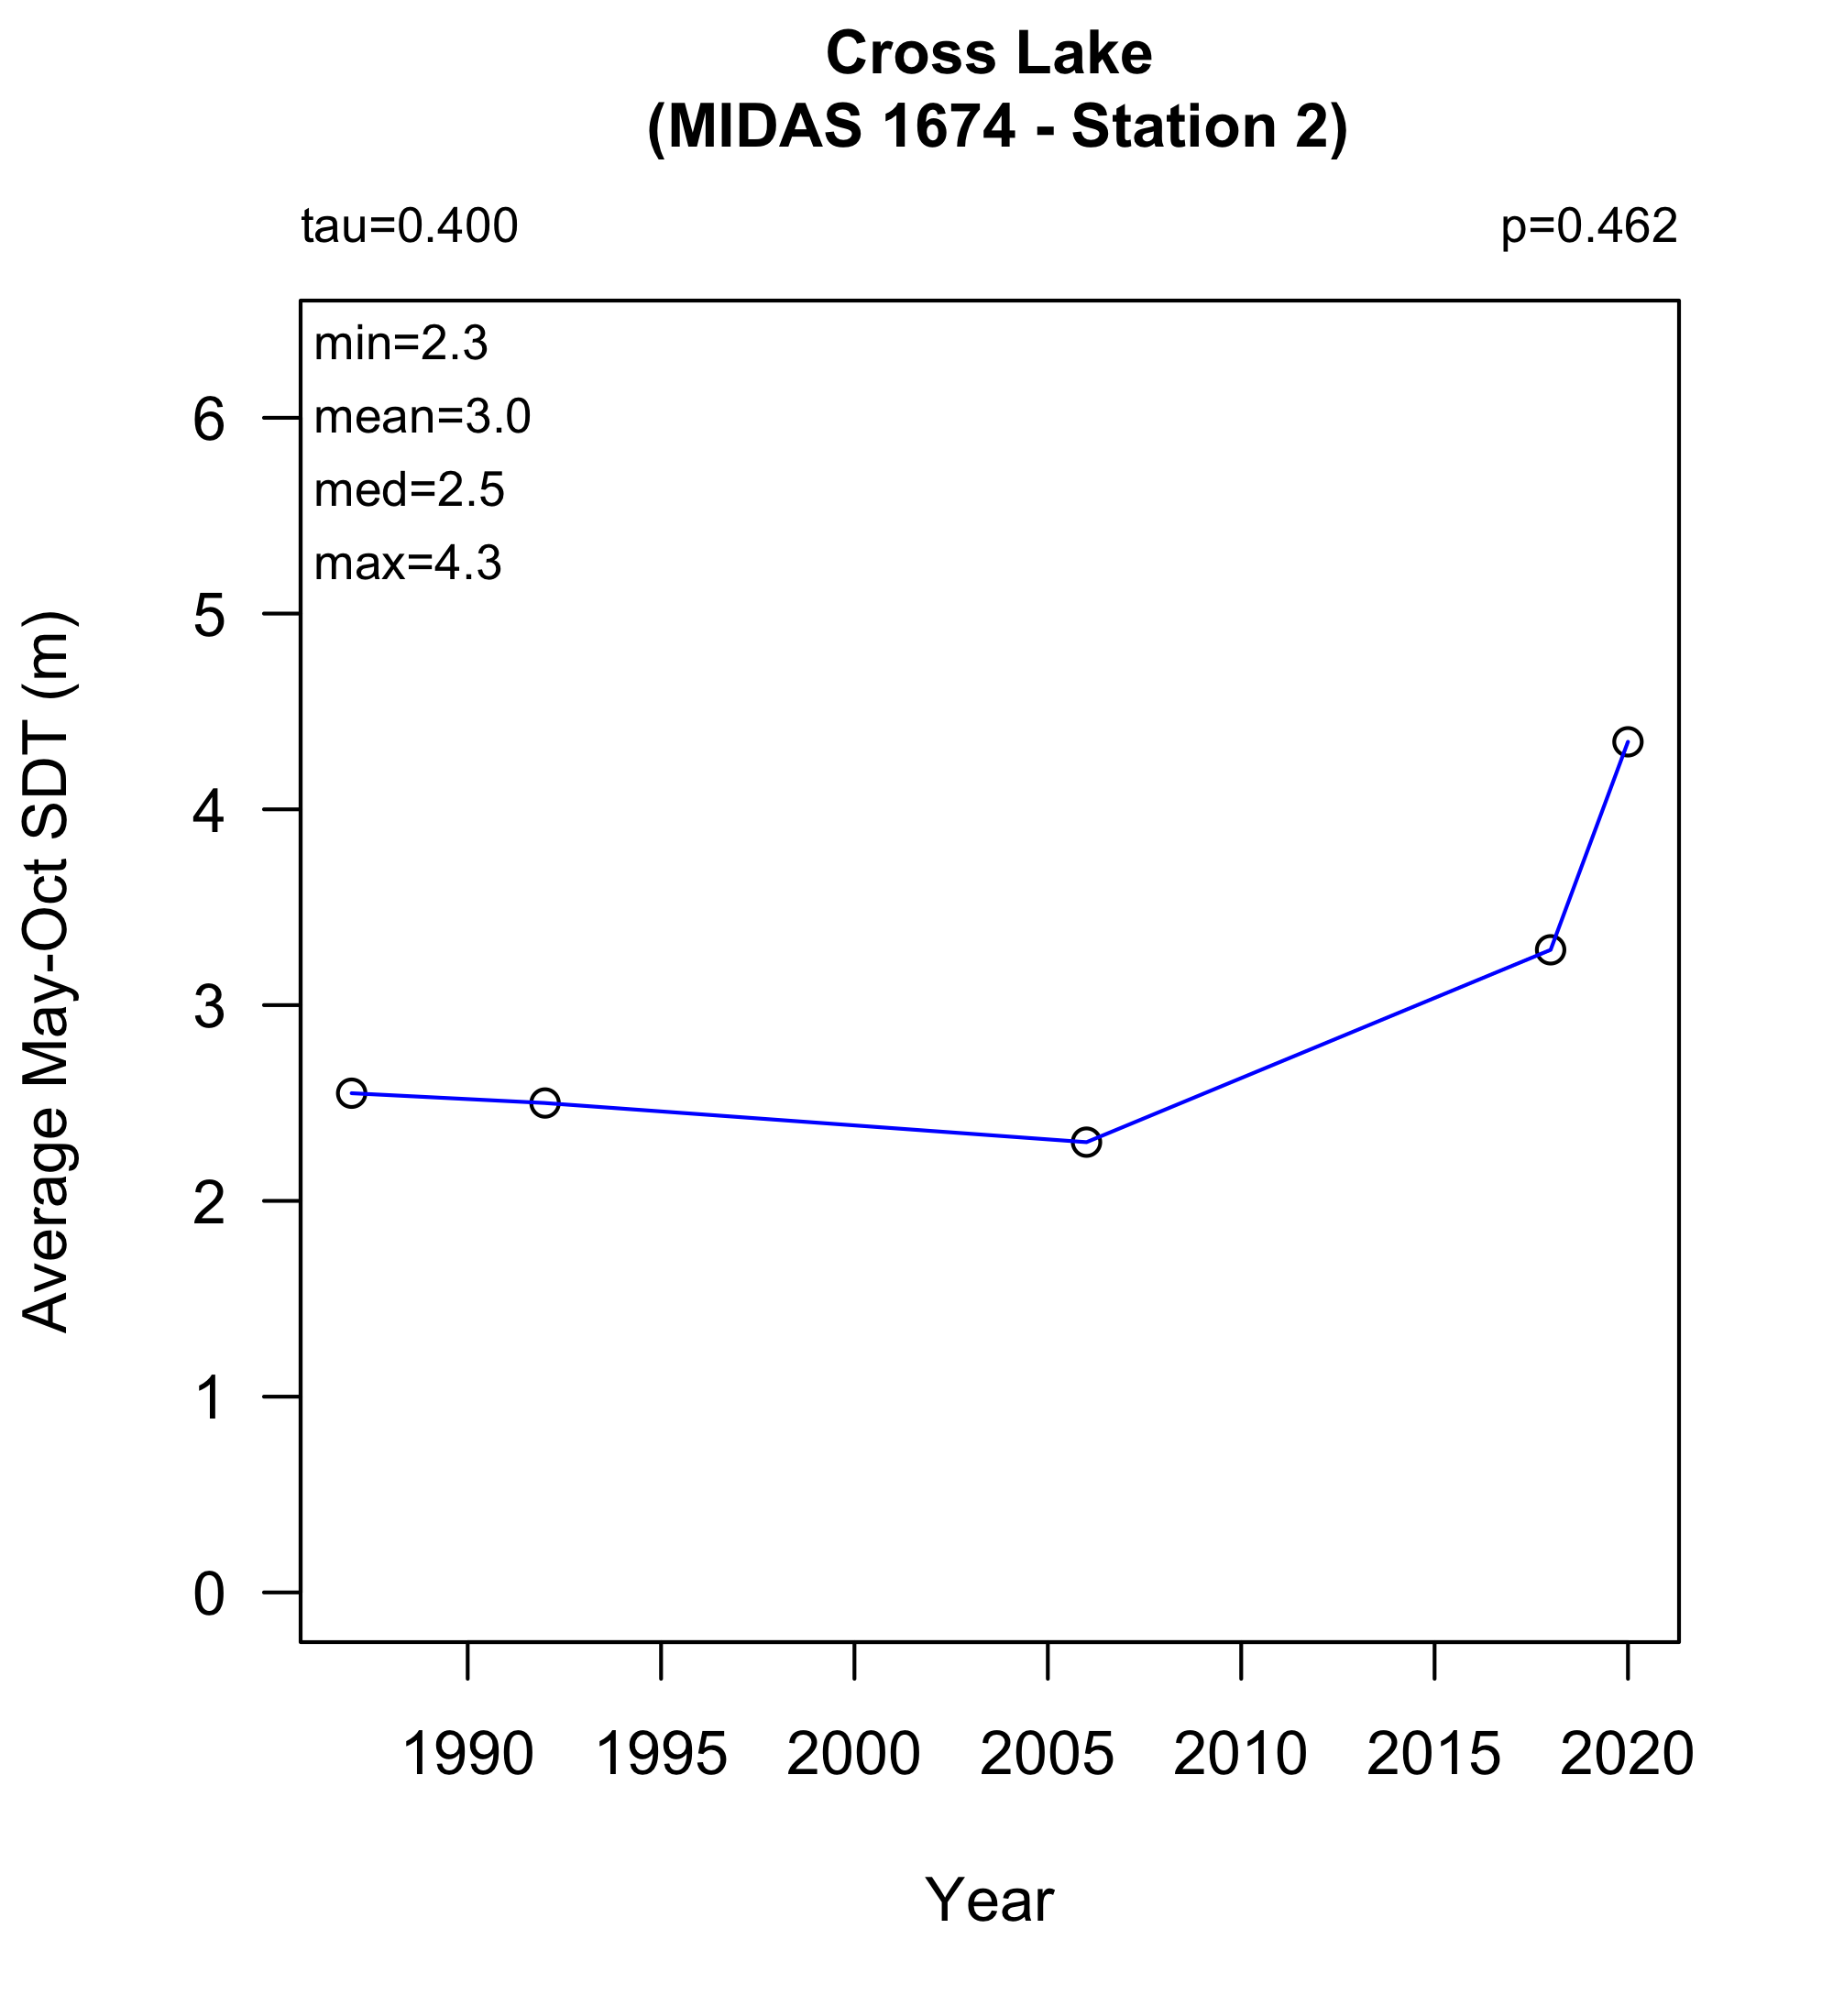 Cross Lake
(MIDAS 1674 - Station 2)
tau=0.400
p=0.462
min=2.3
mean=3.0
med=2.5
max=4.3
Average May-Oct SDT (m)
6
5
4
3
2
1
0
1990 1995 2000 2005 2010 2015 2020
Year